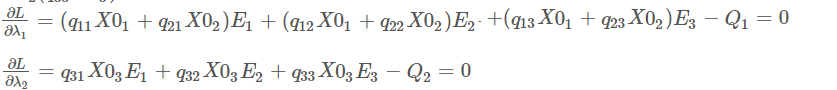 ∂L/∂λ₁ = (q₁₁X0₁ + q₂₁X0₂)E₁ + (q₁₂X0₁ + q₂₂X0₂)E₂· +(q₁₃X0₁ + q₂₃X0₂)E₃ − Q₁ = 0
∂L/∂λ₂ = q₃₁X0₃E₁ + q₃₂X0₃E₂ + q₃₃X0₃E₃ − Q₂ = 0